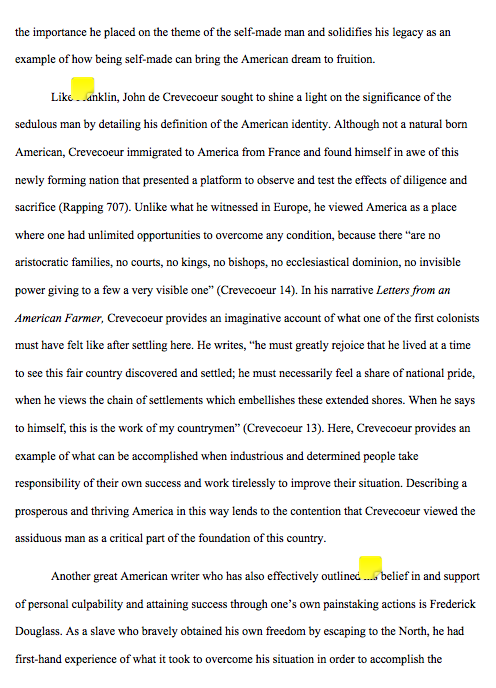 the importance he placed on the theme of the self-made man and solidifies his legacy as an
example of how being self-made can bring the American dream to fruition.
Like Franklin, John de Crevecoeur sought to shine a light on the significance of the
sedulous man by detailing his definition of the American identity. Although not a natural born
American, Crevecoeur immigrated to America from France and found himself in awe of this
newly forming nation that presented a platform to observe and test the effects of diligence and
sacrifice (Rapping 707). Unlike what he witnessed in Europe, he viewed America as a place
where one had unlimited opportunities to overcome any condition, because there “are no
aristocratic families, no courts, no kings, no bishops, no ecclesiastical dominion, no invisible
power giving to a few a very visible one” (Crevecoeur 14). In his narrative Letters from an
American Farmer, Crevecoeur provides an imaginative account of what one of the first colonists
must have felt like after settling here. He writes, “he must greatly rejoice that he lived at a time
to see this fair country discovered and settled; he must necessarily feel a share of national pride,
when he views the chain of settlements which embellishes these extended shores. When he says
to himself, this is the work of my countrymen” (Crevecoeur 13). Here, Crevecoeur provides an
example of what can be accomplished when industrious and determined people take
responsibility of their own success and work tirelessly to improve their situation. Describing a
prosperous and thriving America in this way lends to the contention that Crevecoeur viewed the
assiduous man as a critical part of the foundation of this country.
Another great American writer who has also effectively outlined belief in and support
of personal culpability and attaining success through one’s own painstaking actions is Frederick
Douglass. As a slave who bravely obtained his own freedom by escaping to the North, he had
first-hand experience of what it took to overcome his situation in order to accomplish the